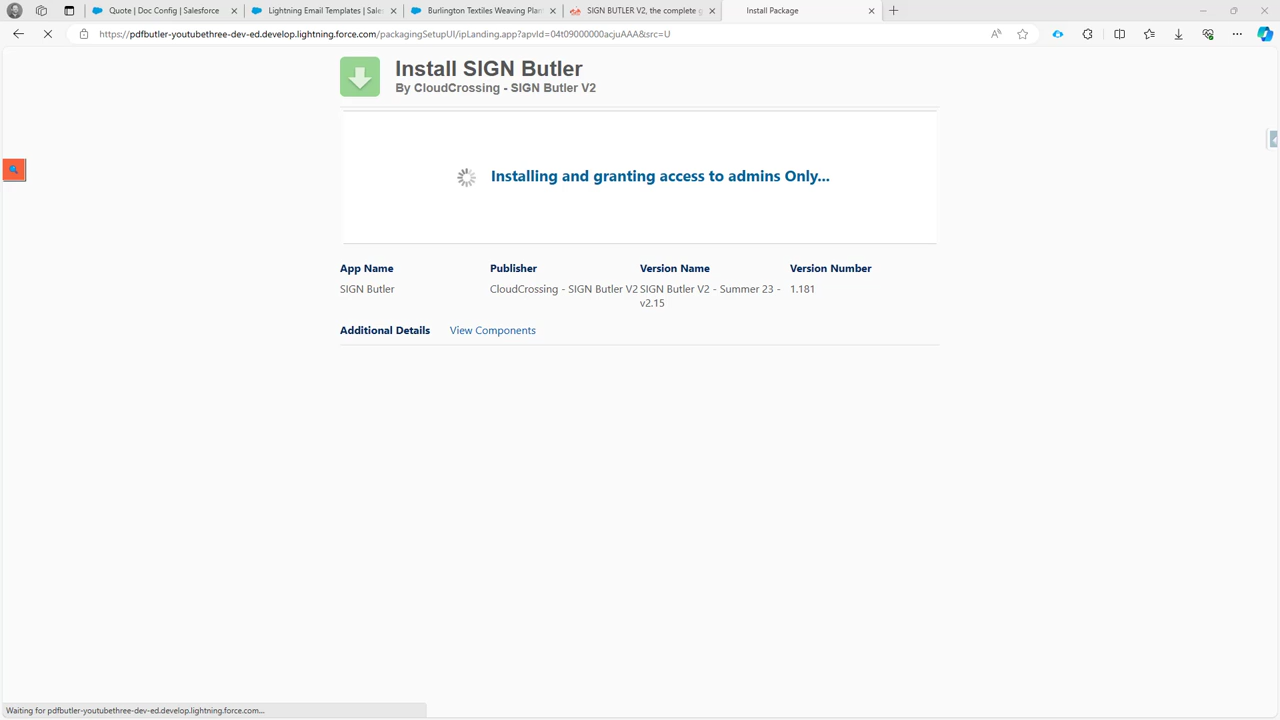 Quote | Doc Config | Salesforce
Lightning Email Templates | Sales
Burlington Textiles Weaving Plan
SIGN BUTLER V2, the complete g
Install Package
https://pdfbutler-youtubethree-dev-ed.develop.lightning.force.com/packagingSetupUI/ipLanding.app?apvId=04t09000000acjuAAA&src=U
Install SIGN Butler
By CloudCrossing - SIGN Butler V2
Installing and granting access to admins Only...
App Name Publisher Version Name Version Number
SIGN Butler CloudCrossing - SIGN Butler V2 SIGN Butler V2 - Summer 23 - 1.181
v2.15
Additional Details View Components
Waiting for pdfbutler-youtubethree-dev-ed.develop.lightning.force.com...